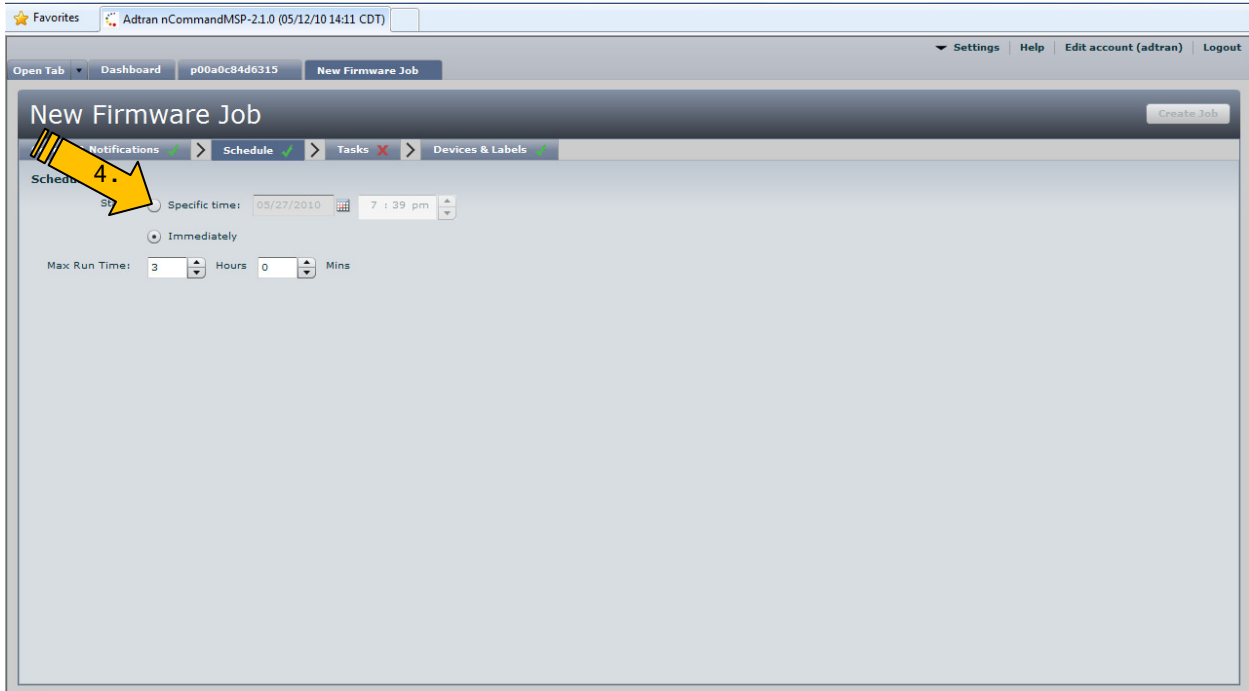 Favorites
Adtran nCommandMSP-2.1.0 (05/12/10 14:11 CDT)
Settings Help Edit account (adtran) Logout
Open Tab Dashboard p00a0c84d6315 New Firmware Job
New Firmware Job
Create Job
Notifications Schedule Tasks Devices & Labels
4.
Specific time: 05/27/2010 7 : 39 pm
Immediately
Max Run Time: 3 Hours 0 Mins